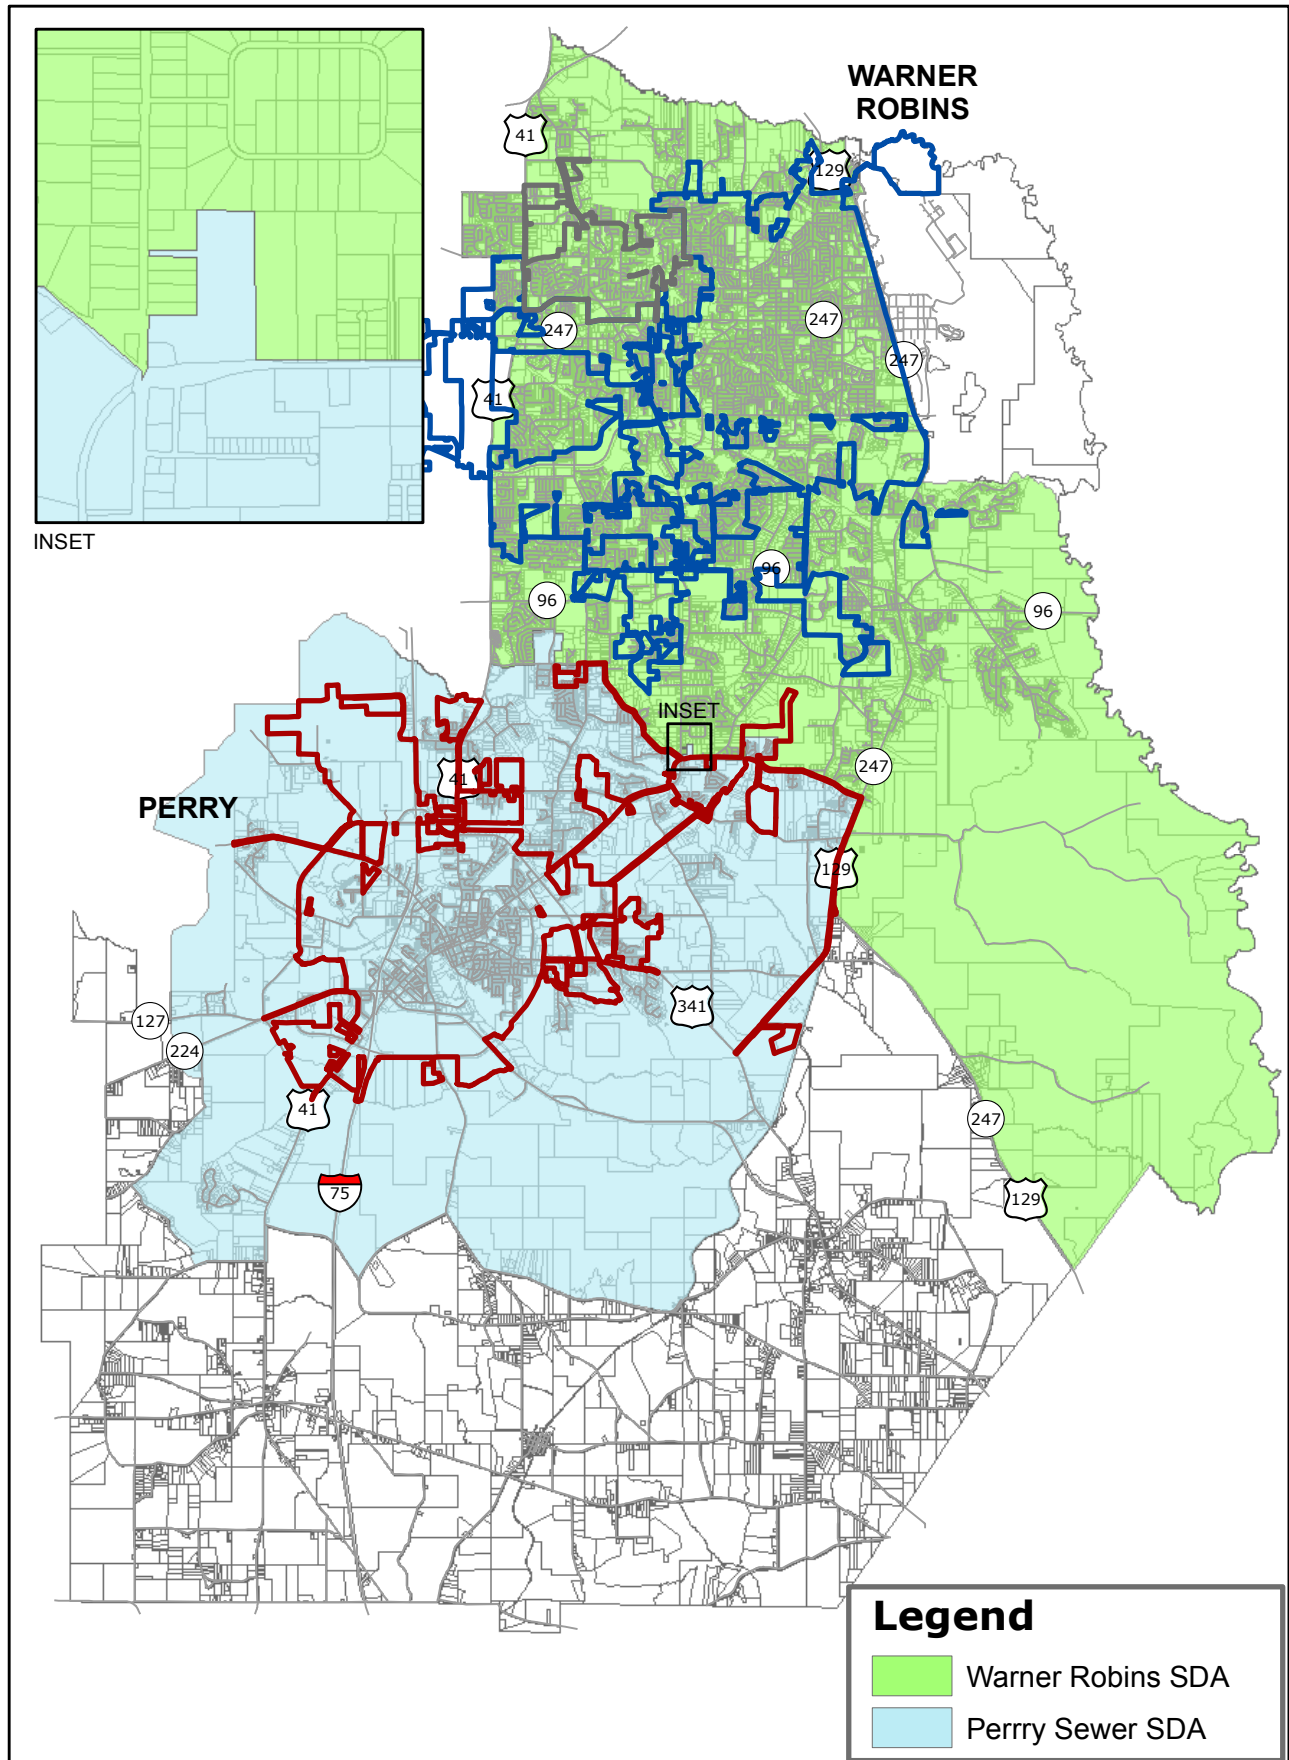 WARNER
ROBINS
41
129
247
247
247
41
INSET
96
96
96
INSET
247
41
PERRY
129
341
127
224
41
247
75
129
Legend
Warner Robins SDA
Perrry Sewer SDA